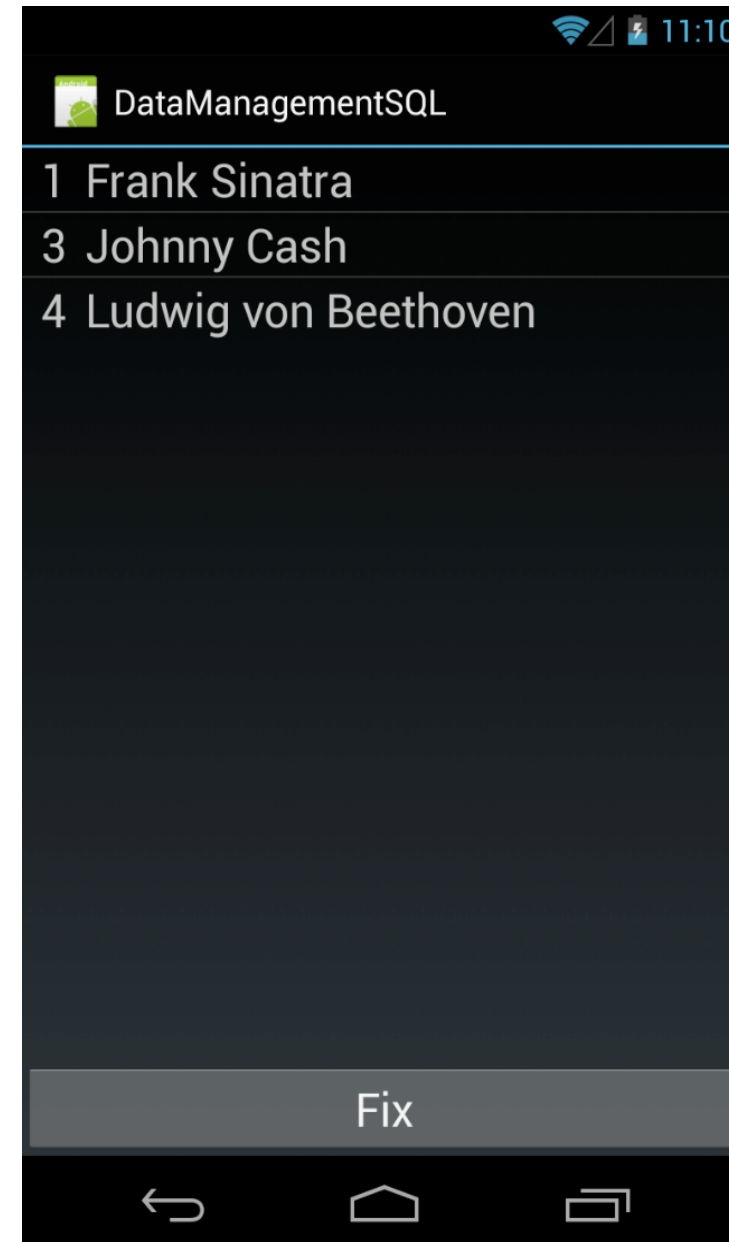 11:10
DataManagementSQL
1 Frank Sinatra
3 Johnny Cash
4 Ludwig von Beethoven
Fix